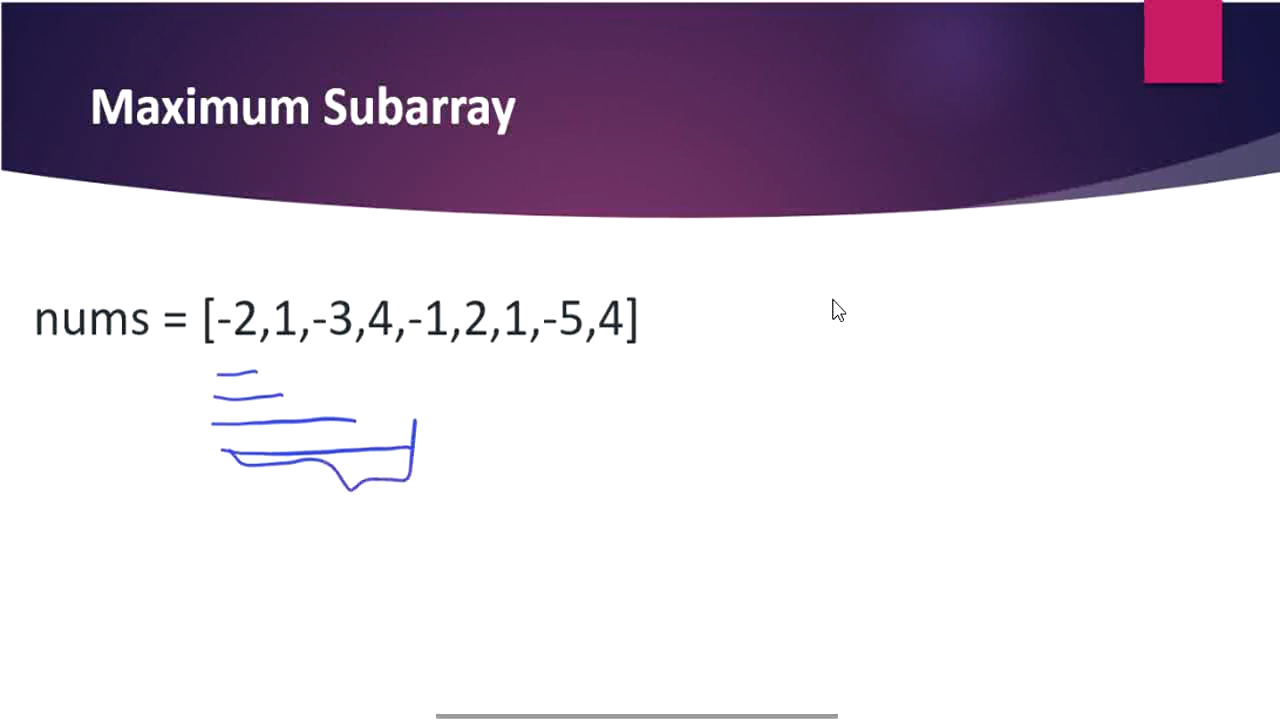 Maximum Subarray
nums = [-2,1,-3,4,-1,2,1,-5,4]